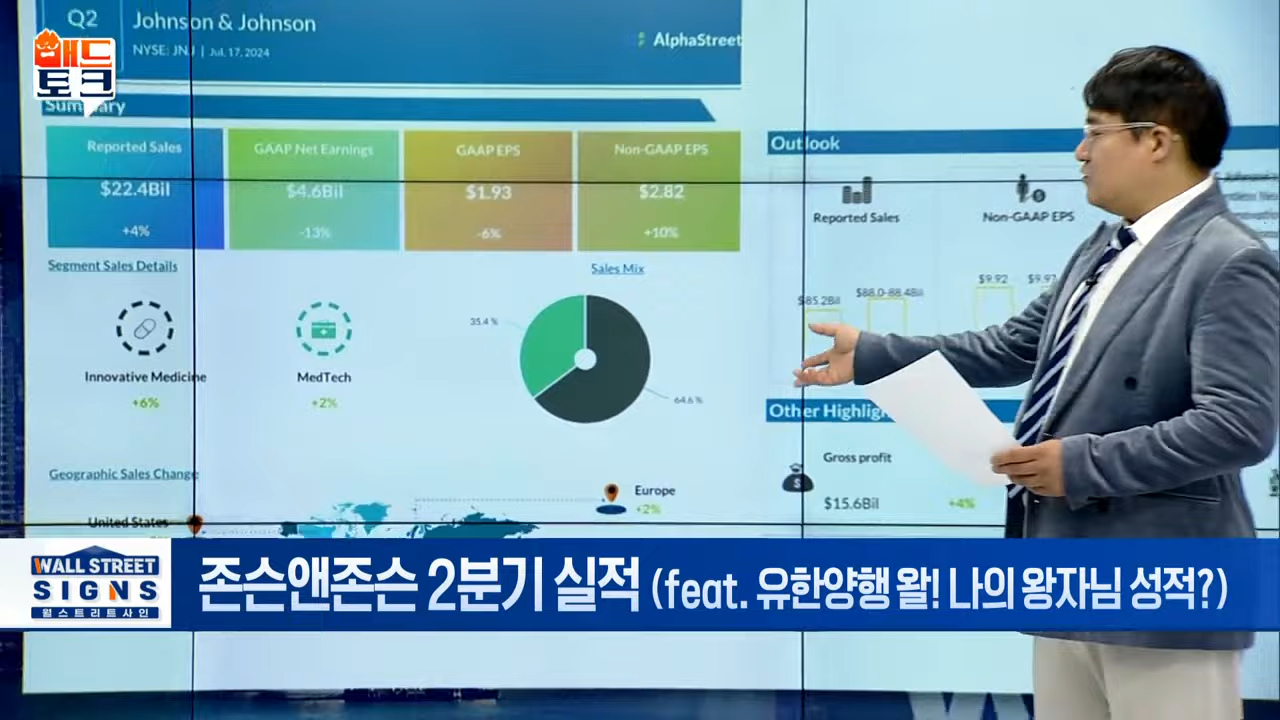 Q2
Johnson & Johnson
NYSE: JNJ | Jul. 17, 2024
AlphaStreet
매드
토크
Summary
Reported Sales
$22.4Bil
+4%
GAAP Net Earnings
$4.6Bil
-13%
GAAP EPS
$1.93
-6%
Non-GAAP EPS
$2.82
+10%
Outlook
Reported Sales
Non-GAAP EPS
$85.2Bil
$88.0-88.4Bil
$9.92
$9.97
Segment Sales Details
Innovative Medicine
+6%
MedTech
+2%
Sales Mix
35.4 %
64.6 %
Other Highlig
Gross profit
$15.6Bil
+4%
Geographic Sales Change
United States
Europe
+2%
WALL STREET
SIGNS
월스트리트사인
존슨앤존슨 2분기 실적 (feat. 유한양행 왈! 나의 왕자님 성적?)